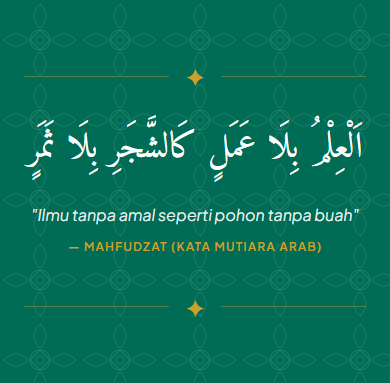 اَلْعِلْمُ بِلَا عَمَلٍ كَالشَّجَرِ بِلَا ثَمَرٍ
"Ilmu tanpa amal seperti pohon tanpa buah"
— MAHFUDZAT (KATA MUTIARA ARAB)